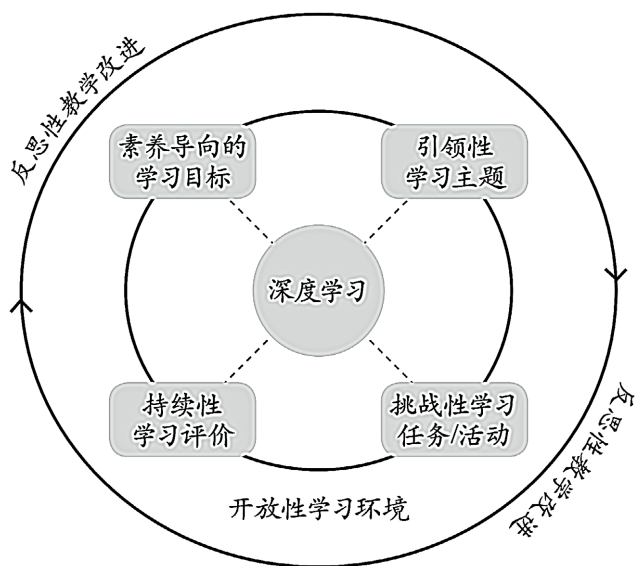 反思性教学改进
素养导向的
学习目标
引领性
学习主题
深度学习
持续性
学习评价
挑战性学习
任务/活动
开放性学习环境
反思性教学改进